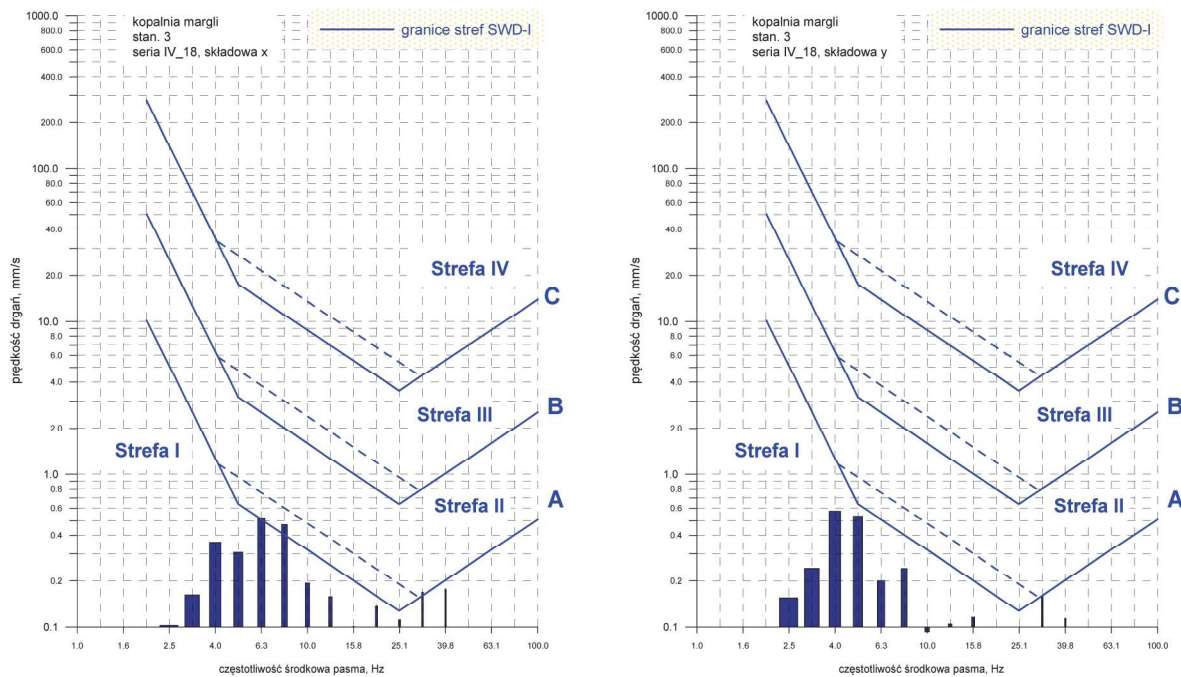 kopalnia margli
stan. 3
seria IV_18, składowa x
granice stref SWD-I
1000.0
800.0
600.0
400.0
200.0
100.0
80.0
60.0
40.0
20.0
10.0
8.0
6.0
4.0
2.0
1.0
0.8
0.6
0.4
0.2
0.1
prędkość drgań, mm/s
Strefa IV
C
Strefa III
B
Strefa I
Strefa II
A
1.0 1.6 2.5 4.0 6.3 10.0 15.8 25.1 39.8 63.1 100.0
częstotliwość środkowa pasma, Hz
kopalnia margli
stan. 3
seria IV_18, składowa y
granice stref SWD-I
1000.0
800.0
600.0
400.0
200.0
100.0
80.0
60.0
40.0
20.0
10.0
8.0
6.0
4.0
2.0
1.0
0.8
0.6
0.4
0.2
0.1
prędkość drgań, mm/s
Strefa IV
C
Strefa III
B
Strefa I
Strefa II
A
1.0 1.6 2.5 4.0 6.3 10.0 15.8 25.1 39.8 63.1 100.0
częstotliwość środkowa pasma, Hz